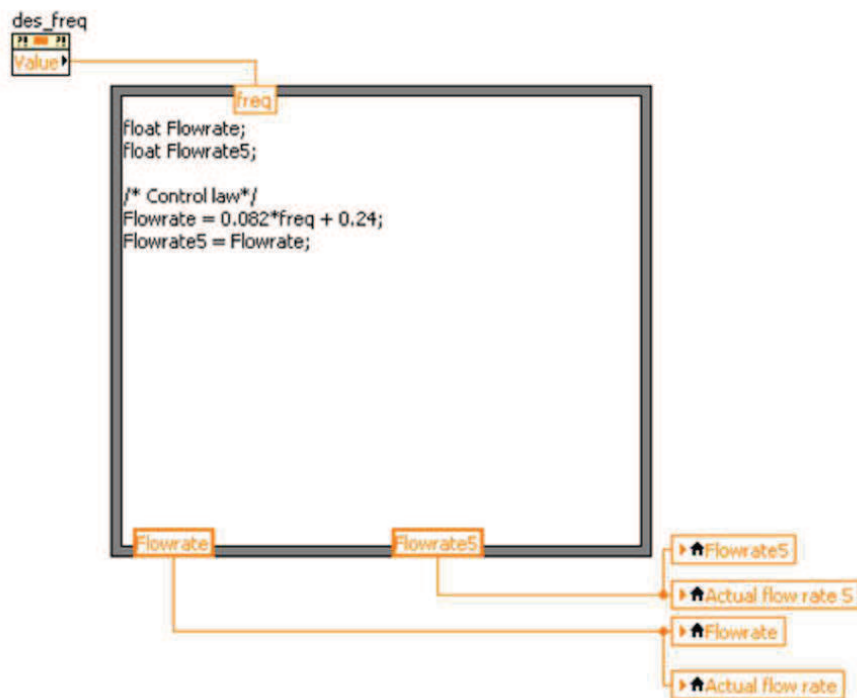 des_freq
?! ?!
Value
freq
float Flowrate;
float Flowrate5;
/* Control law*/
Flowrate = 0.082*freq + 0.24;
Flowrate5 = Flowrate;
Flowrate
Flowrate5
Flowrate5
Actual flow rate 5
Flowrate
Actual flow rate